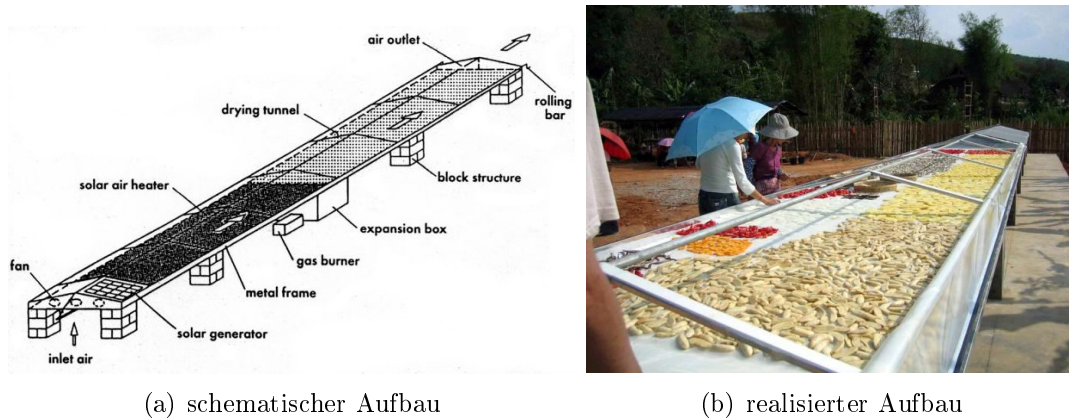 air outlet
rolling
bar
drying tunnel
block structure
solar air heater
expansion box
gas burner
fan
metal frame
solar generator
inlet air
(a) schematischer Aufbau
(b) realisierter Aufbau